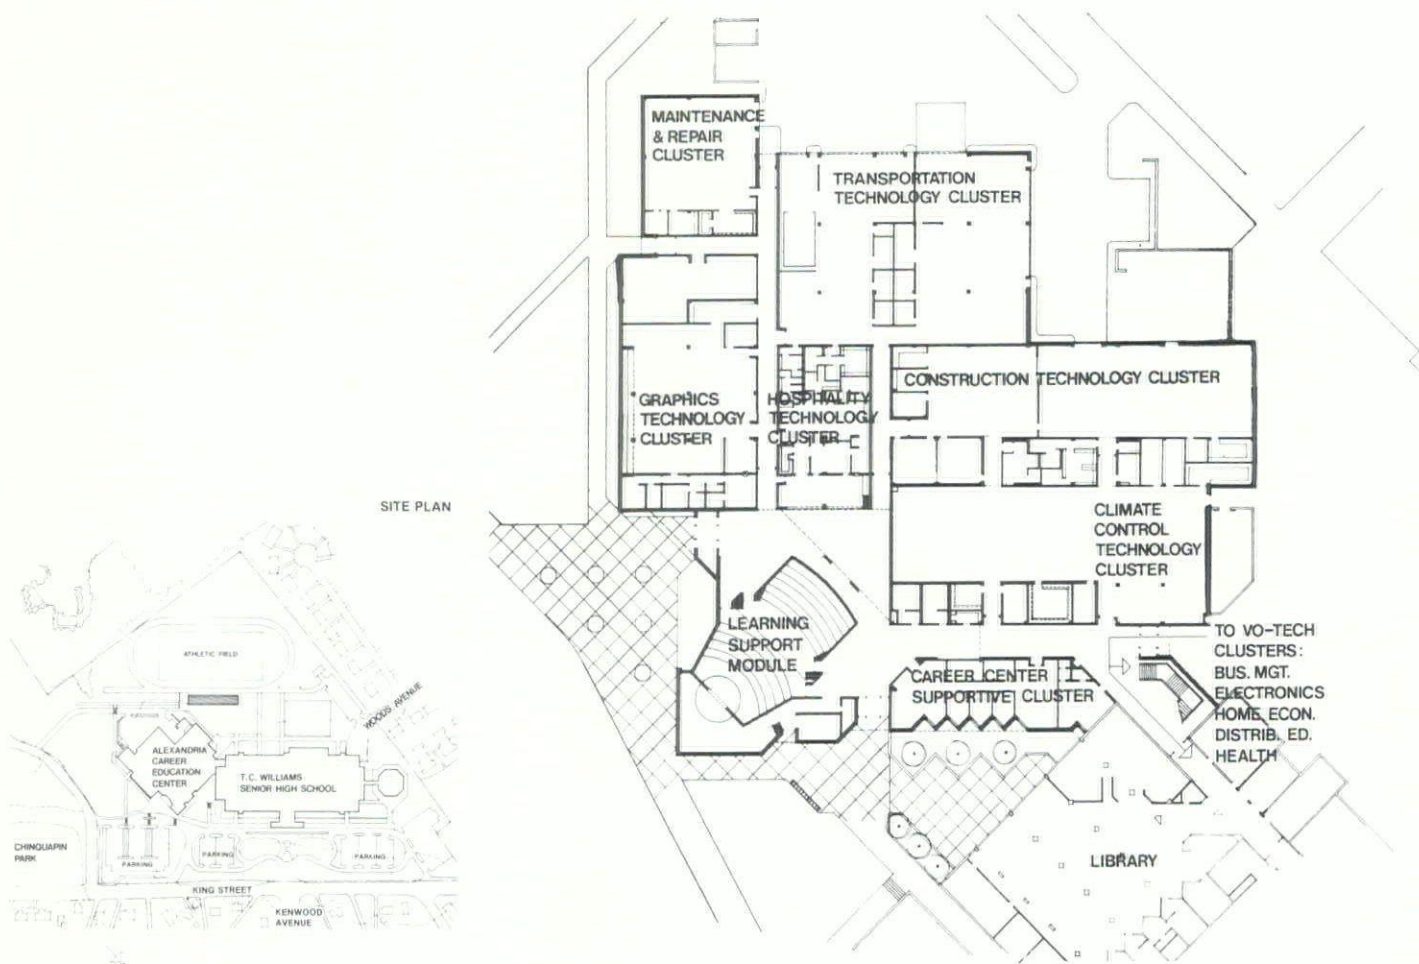 MAINTENANCE
& REPAIR
CLUSTER
TRANSPORTATION
TECHNOLOGY CLUSTER
CONSTRUCTION TECHNOLOGY CLUSTER
GRAPHICS
TECHNOLOGY
CLUSTER
HOSPITALITY
TECHNOLOGY
CLUSTER
CLIMATE
CONTROL
TECHNOLOGY
CLUSTER
LEARNING
SUPPORT
MODULE
CAREER CENTER
SUPPORTIVE CLUSTER
TO VO-TECH
CLUSTERS:
BUS. MGT.
ELECTRONICS
HOME ECON.
DISTRIB. ED.
HEALTH
LIBRARY
SITE PLAN
ATHLETIC FIELD
WOODS AVENUE
ALEXANDRIA
CAREER
EDUCATION
CENTER
T.C. WILLIAMS
SENIOR HIGH SCHOOL
CHINQUAPIN
PARK
PARKING
PARKING
PARKING
KING STREET
KENWOOD
AVENUE